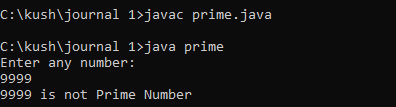 C:\kush\journal 1>javac prime.java
C:\kush\journal 1>java prime
Enter any number:
9999
9999 is not Prime Number